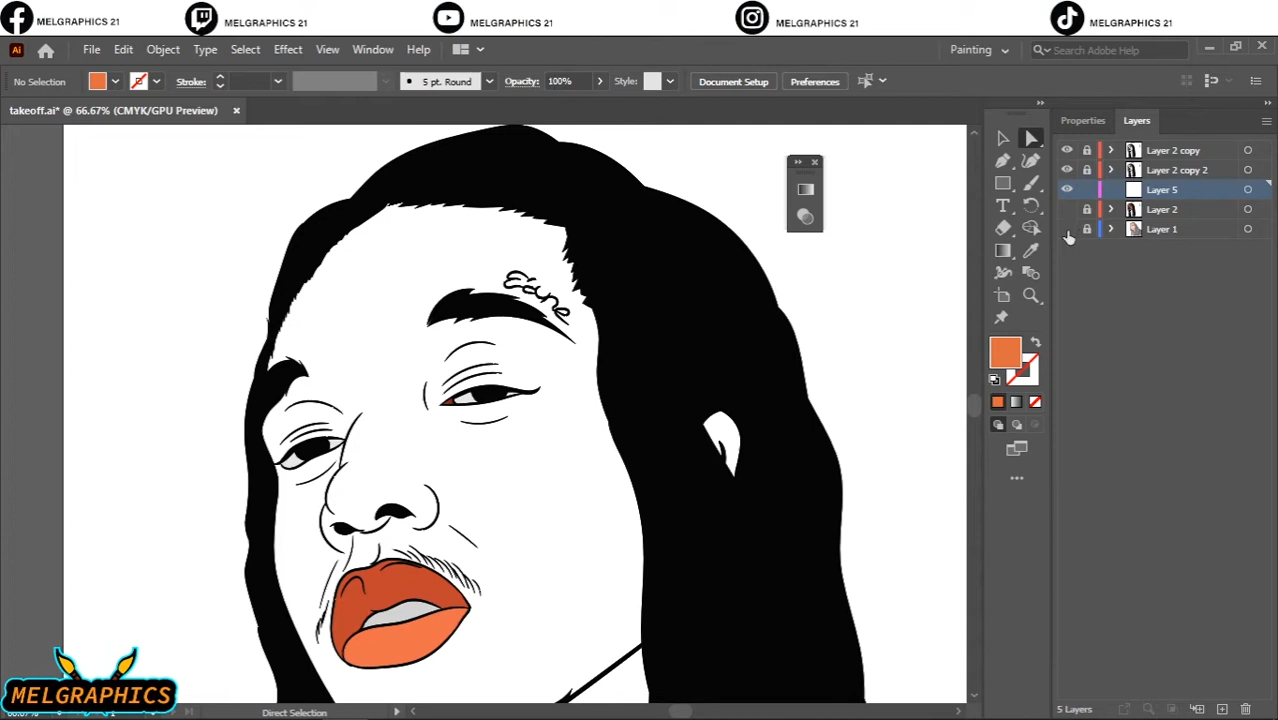 MELGRAPHICS 21 MELGRAPHICS 21 MELGRAPHICS 21 MELGRAPHICS 21 MELGRAPHICS 21
Ai File Edit Object Type Select Effect View Window Help Painting Search Adobe Help
No Selection Stroke: 5 pt. Round Opacity: 100% Style: Document Setup Preferences
takeoff.ai* @ 66.67% (CMYK/GPU Preview)
Properties Layers
Layer 2 copy
Layer 2 copy 2
Layer 5
Layer 2
Layer 1
MELGRAPHICS
Direct Selection
5 Layers